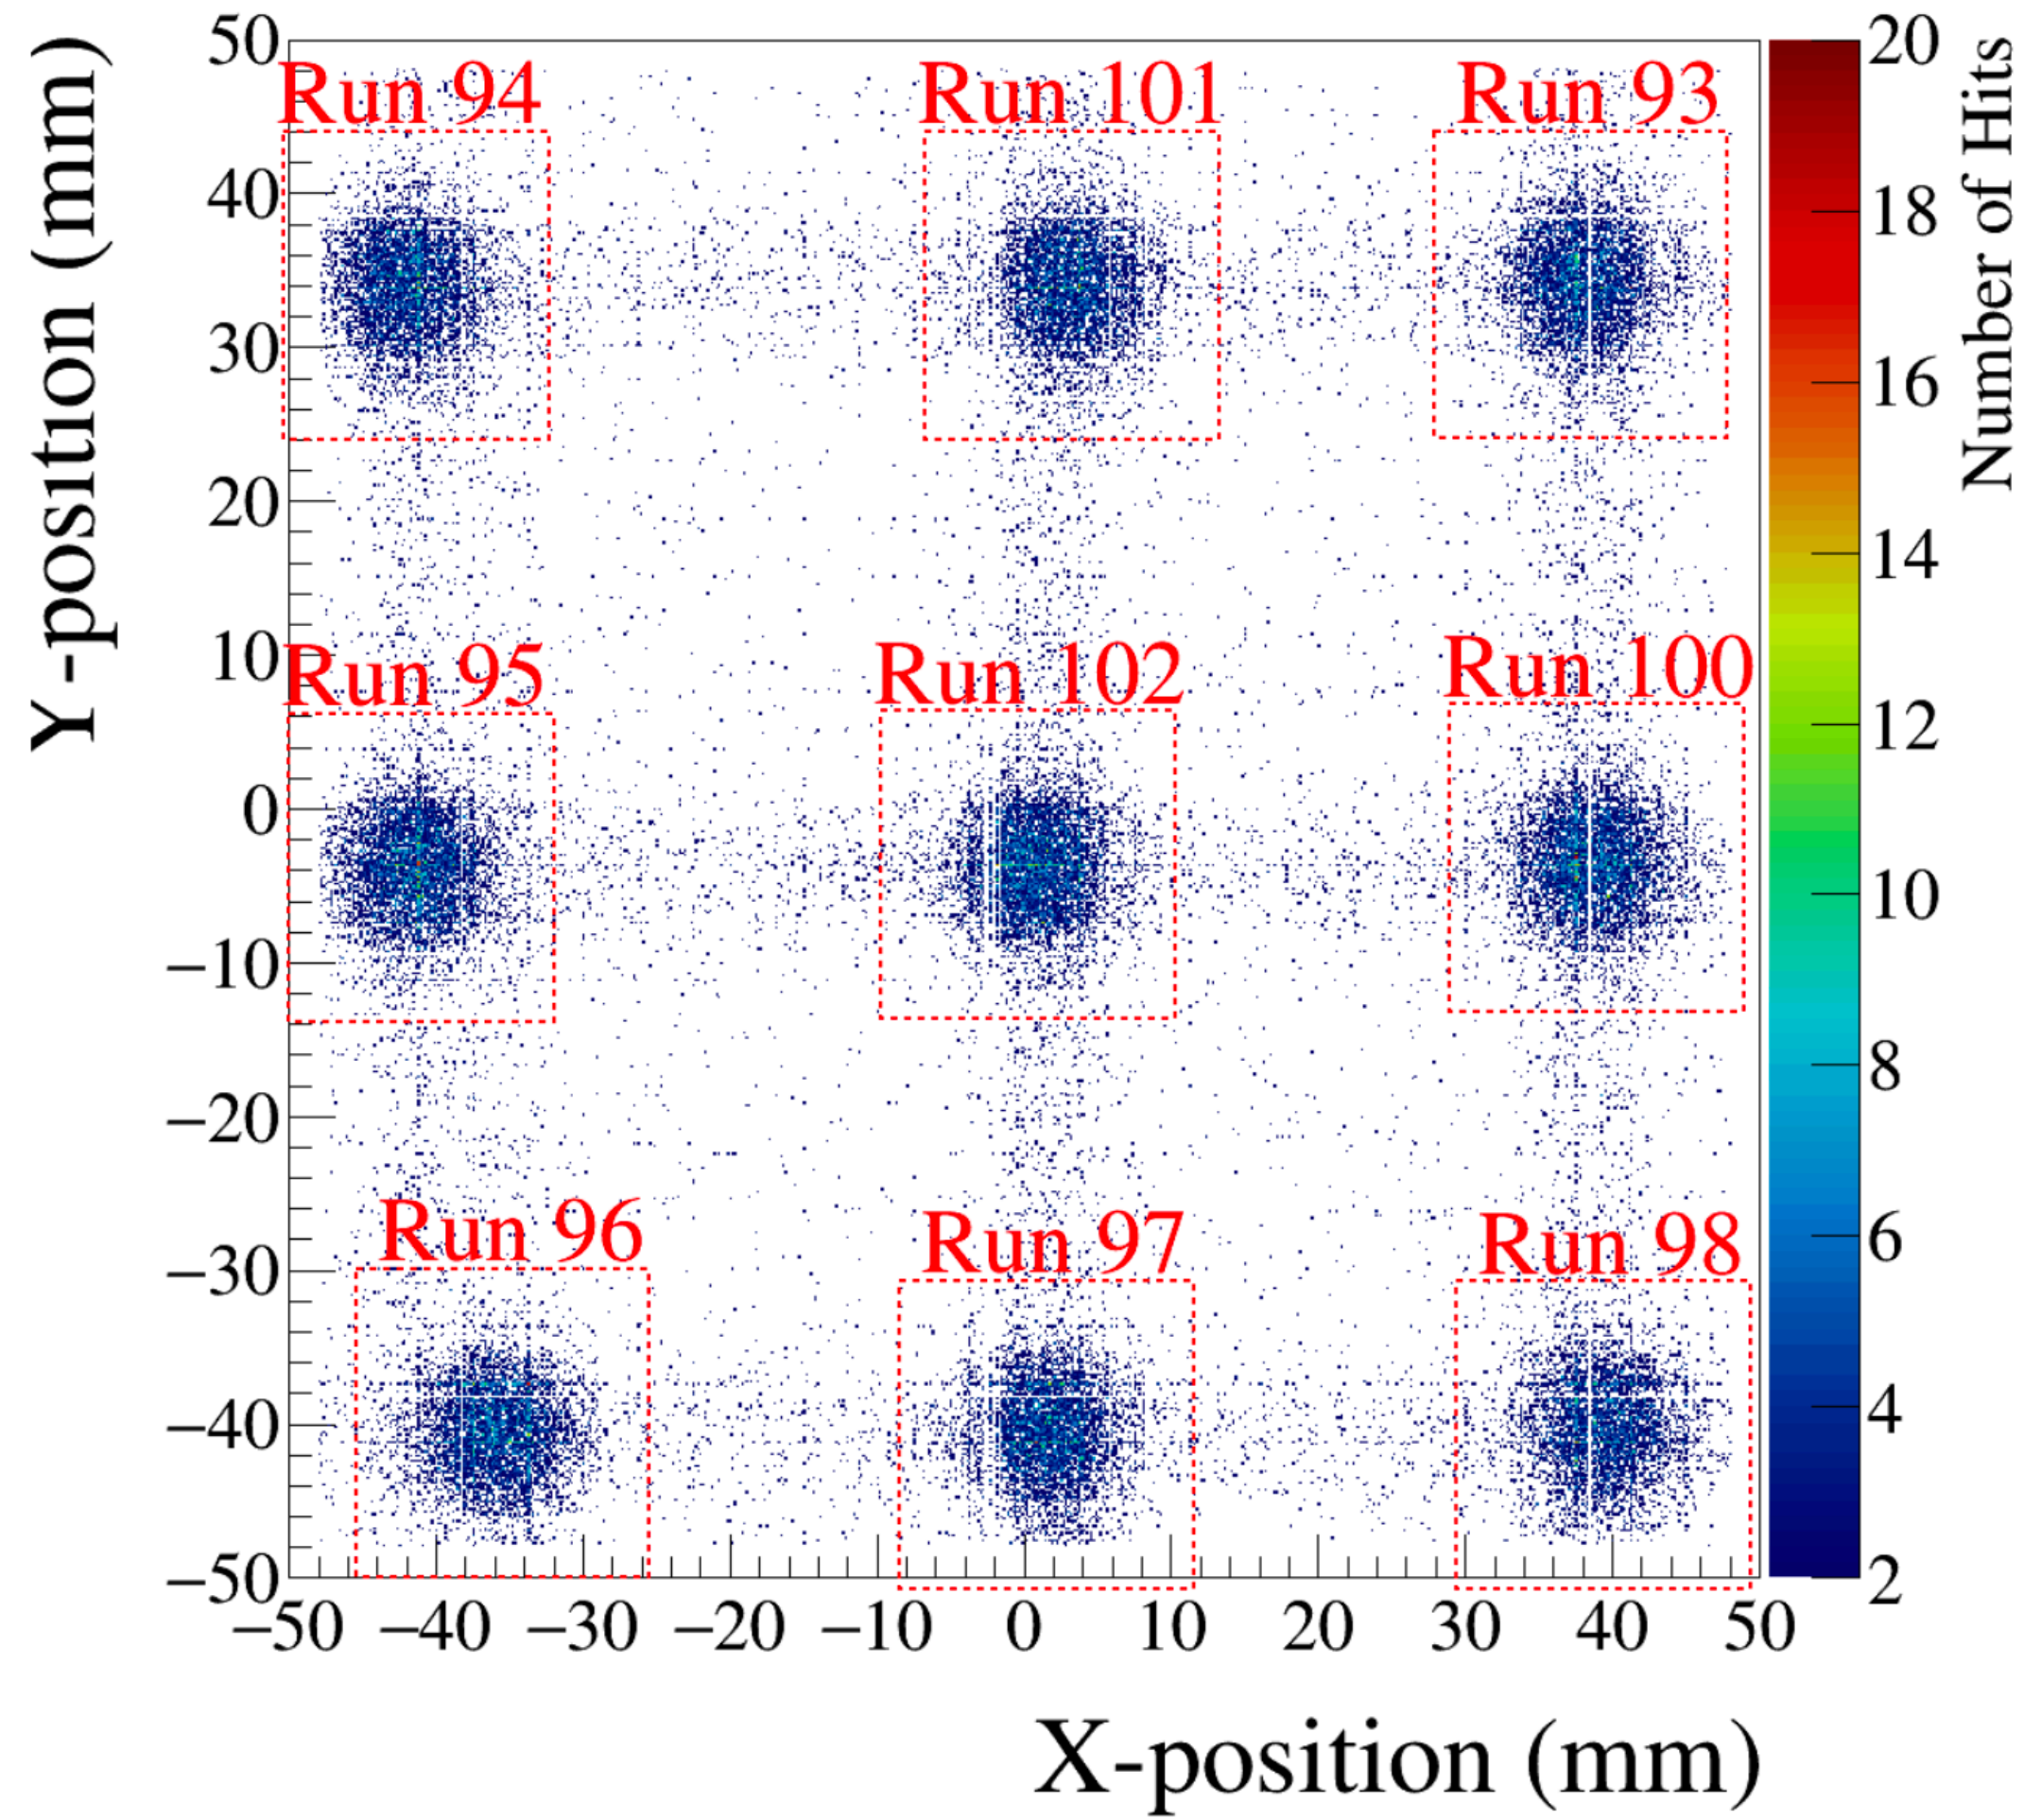 Y-position (mm)
50
40
30
20
10
0
−10
−20
−30
−40
−50
Run 94
Run 101
Run 93
Run 95
Run 102
Run 100
Run 96
Run 97
Run 98
−50 −40 −30 −20 −10 0 10 20 30 40 50
X-position (mm)
20
18
16
14
12
10
8
6
4
2
Number of Hits